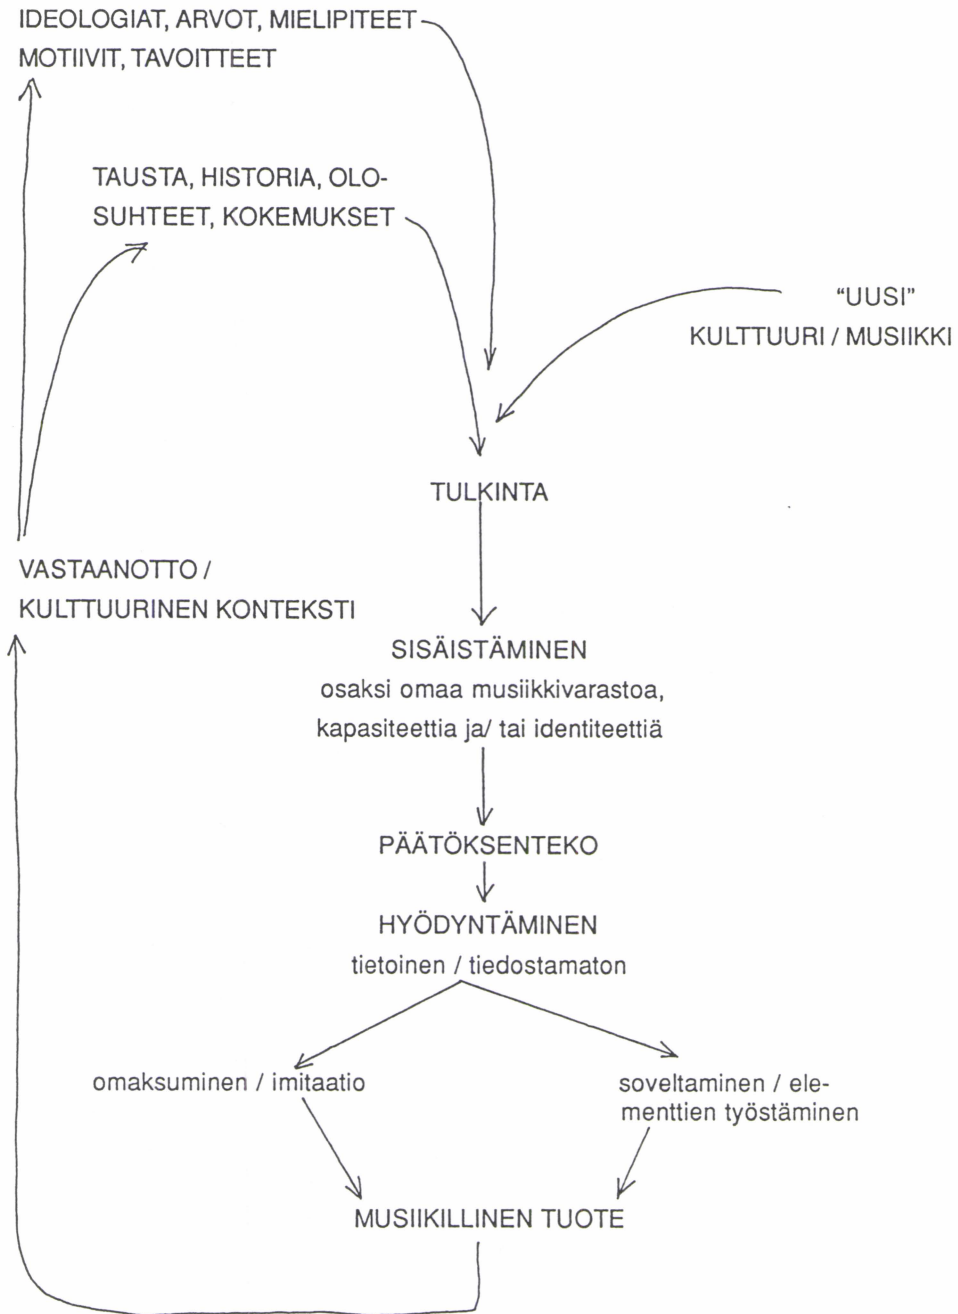 IDEOLOGIAT, ARVOT, MIELIPITEET
MOTIIVIT, TAVOITTEET
TAUSTA, HISTORIA, OLO-
SUHTEET, KOKEMUKSET
“UUSI”
KULTTUURI / MUSIIKKI
TULKINTA
VASTAANOTTO /
KULTTUURINEN KONTEKSTI
SISÄISTÄMINEN
osaksi omaa musiikkivarastoa,
kapasiteettia ja/ tai identiteettiä
PÄÄTÖKSENTEKO
HYÖDYNTÄMINEN
tietoinen / tiedostamaton
omaksuminen / imitaatio
soveltaminen / ele-
menttien työstäminen
MUSIIKILLINEN TUOTE